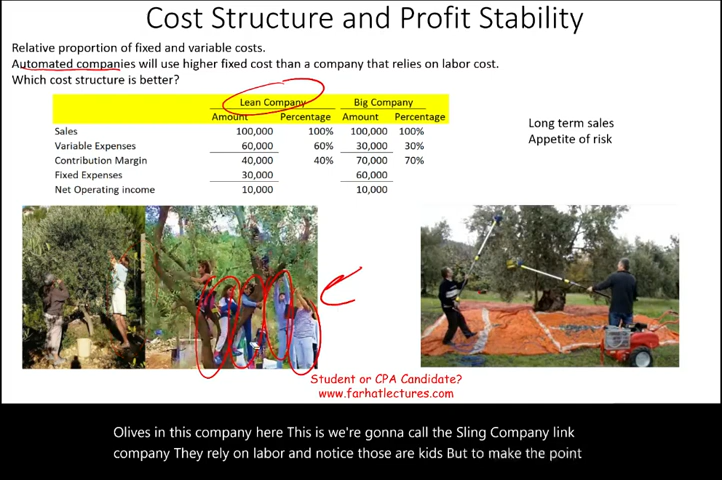 Cost Structure and Profit Stability
Relative proportion of fixed and variable costs.
Automated companies will use higher fixed cost than a company that relies on labor cost.
Which cost structure is better?
Lean Company Big Company
Amount Percentage Amount Percentage
Sales 100,000 100% 100,000 100%
Variable Expenses 60,000 60% 30,000 30%
Contribution Margin 40,000 40% 70,000 70%
Fixed Expenses 30,000 60,000
Net Operating income 10,000 10,000
Long term sales
Appetite of risk
Student or CPA Candidate?
www.farhatlectures.com
Olives in this company here This is we're gonna call the Sling Company link
company They rely on labor and notice those are kids But to make the point